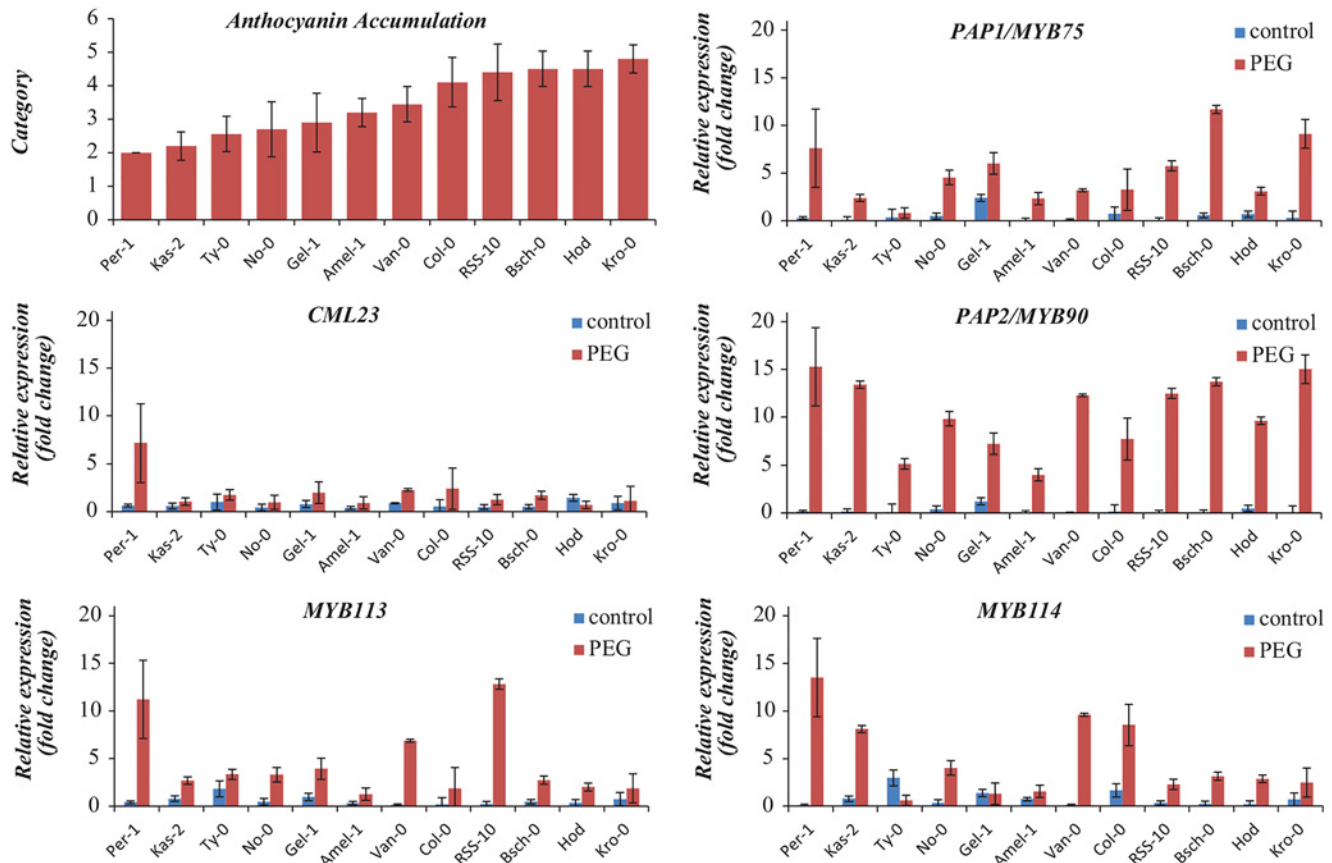 Anthocyanin Accumulation
Category
6
5
4
3
2
1
0
Per-1 Kas-2 Ty-0 No-0 Gel-1 Amel-1 Van-0 Col-0 RSS-10 Bsch-0 Hod Kro-0
PAP1/MYB75
Relative expression
(fold change)
20
15
10
5
0
control
PEG
Per-1 Kas-2 Ty-0 No-0 Gel-1 Amel-1 Van-0 Col-0 RSS-10 Bsch-0 Hod Kro-0
CML23
Relative expression
(fold change)
20
15
10
5
0
control
PEG
Per-1 Kas-2 Ty-0 No-0 Gel-1 Amel-1 Van-0 Col-0 RSS-10 Bsch-0 Hod Kro-0
PAP2/MYB90
Relative expression
(fold change)
20
15
10
5
0
control
PEG
Per-1 Kas-2 Ty-0 No-0 Gel-1 Amel-1 Van-0 Col-0 RSS-10 Bsch-0 Hod Kro-0
MYB113
Relative expression
(fold change)
20
15
10
5
0
control
PEG
Per-1 Kas-2 Ty-0 No-0 Gel-1 Amel-1 Van-0 Col-0 RSS-10 Bsch-0 Hod Kro-0
MYB114
Relative expression
(fold change)
20
15
10
5
0
control
PEG
Per-1 Kas-2 Ty-0 No-0 Gel-1 Amel-1 Van-0 Col-0 RSS-10 Bsch-0 Hod Kro-0